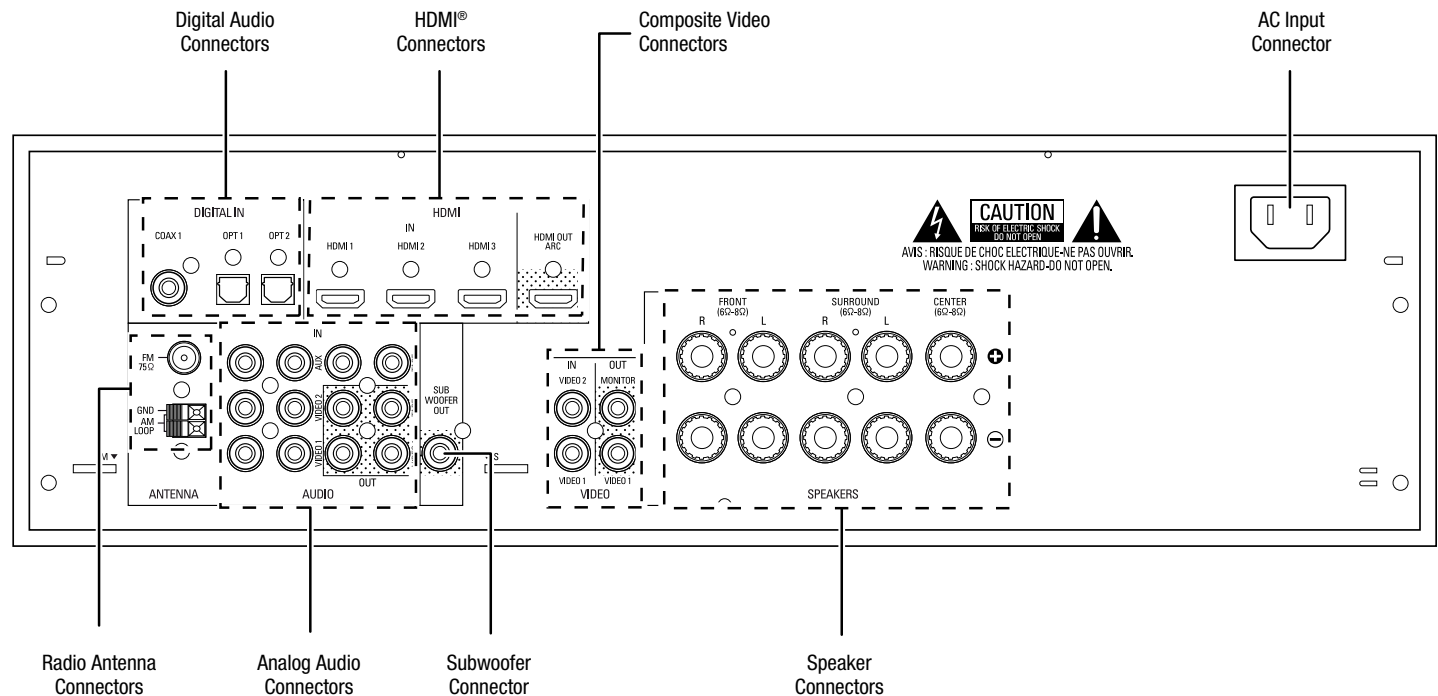 Digital Audio
Connectors
HDMI®
Connectors
Composite Video
Connectors
AC Input
Connector
DIGITAL IN
COAX 1
OPT 1
OPT 2
HDMI
IN
HDMI 1
HDMI 2
HDMI 3
HDMI OUT
ARC
CAUTION
RISK OF ELECTRIC SHOCK
DO NOT OPEN
AVIS : RISQUE DE CHOC ELECTRIQUE-NE PAS OUVRIR.
WARNING : SHOCK HAZARD-DO NOT OPEN.
FM
75Ω
GND
AM
LOOP
ANTENNA
IN
AUX
VIDEO 2
VIDEO 1
OUT
AUDIO
SUB
WOOFER
OUT
S
IN
OUT
VIDEO 2
MONITOR
VIDEO 1
VIDEO 1
VIDEO
FRONT
(6Ω-8Ω)
R
L
SURROUND
(6Ω-8Ω)
R
L
CENTER
(6Ω-8Ω)
+
−
SPEAKERS
Radio Antenna
Connectors
Analog Audio
Connectors
Subwoofer
Connector
Speaker
Connectors